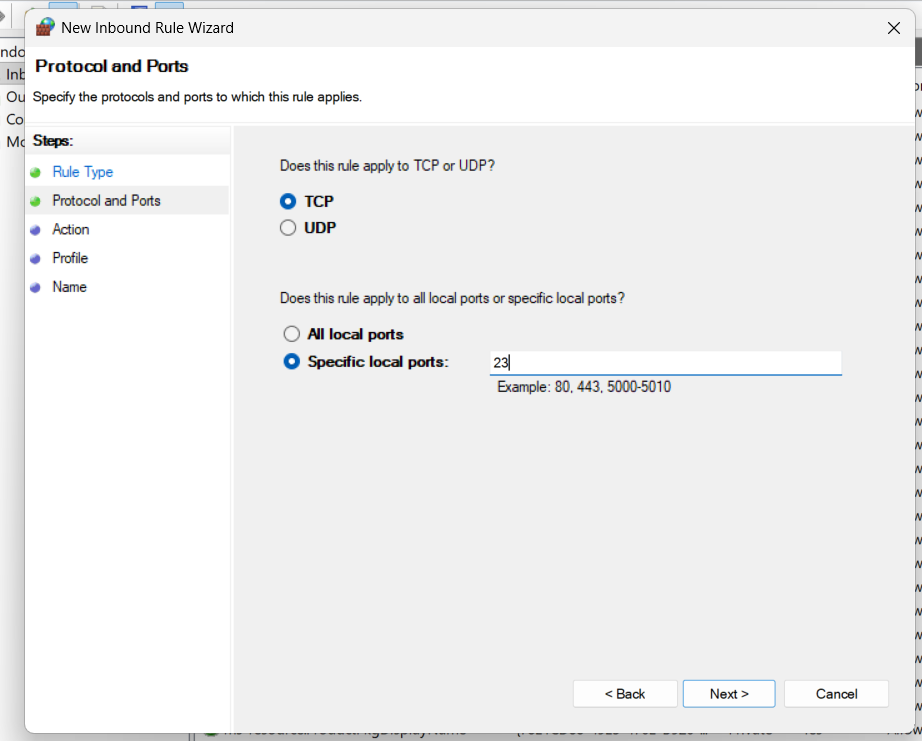 New Inbound Rule Wizard
Protocol and Ports
Specify the protocols and ports to which this rule applies.
Steps:
Rule Type
Protocol and Ports
Action
Profile
Name
Does this rule apply to TCP or UDP?
TCP
UDP
Does this rule apply to all local ports or specific local ports?
All local ports
Specific local ports: 23
Example: 80, 443, 5000-5010
< Back Next > Cancel